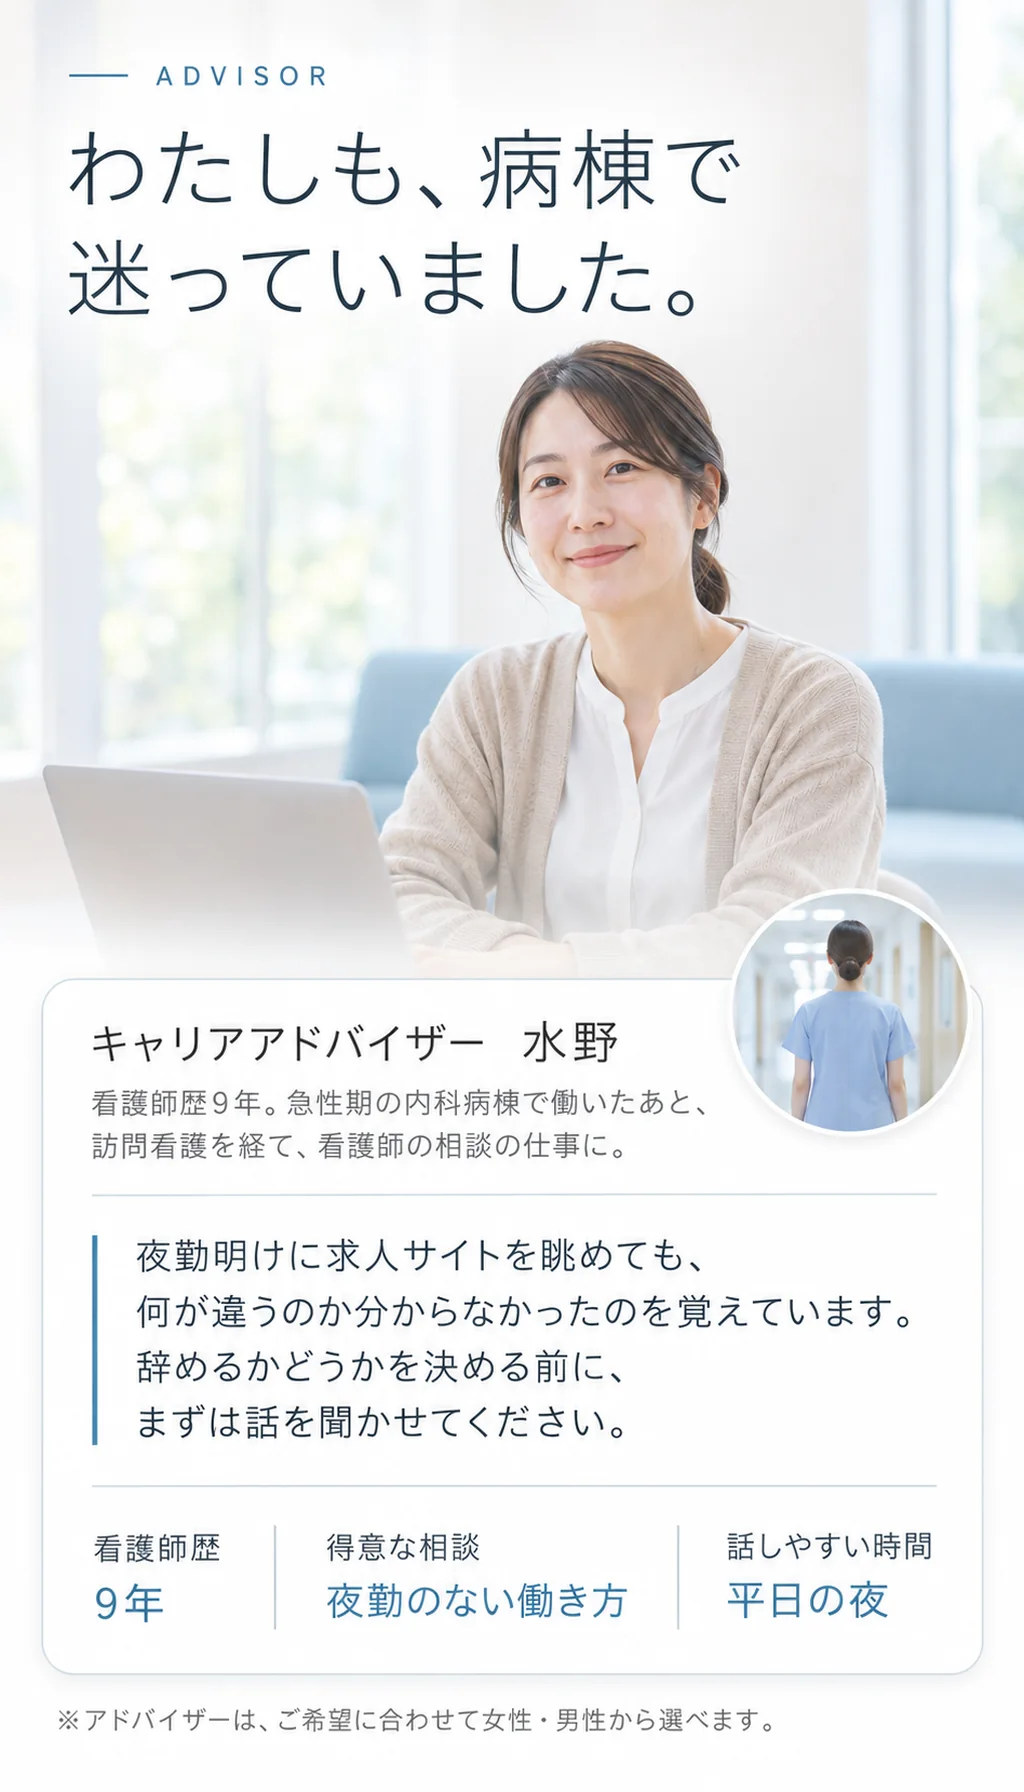 ADVISOR
わたしも、病棟で
迷っていました。
キャリアアドバイザー 水野
看護師歴9年。急性期の内科病棟で働いたあと、
訪問看護を経て、看護師の相談の仕事に。
夜勤明けに求人サイトを眺めても、
何が違うのか分からなかったのを覚えています。
辞めるかどうかを決める前に、
まずは話を聞かせてください。
看護師歴
9年
得意な相談
夜勤のない働き方
話しやすい時間
平日の夜
※アドバイザーは、ご希望に合わせて女性・男性から選べます。